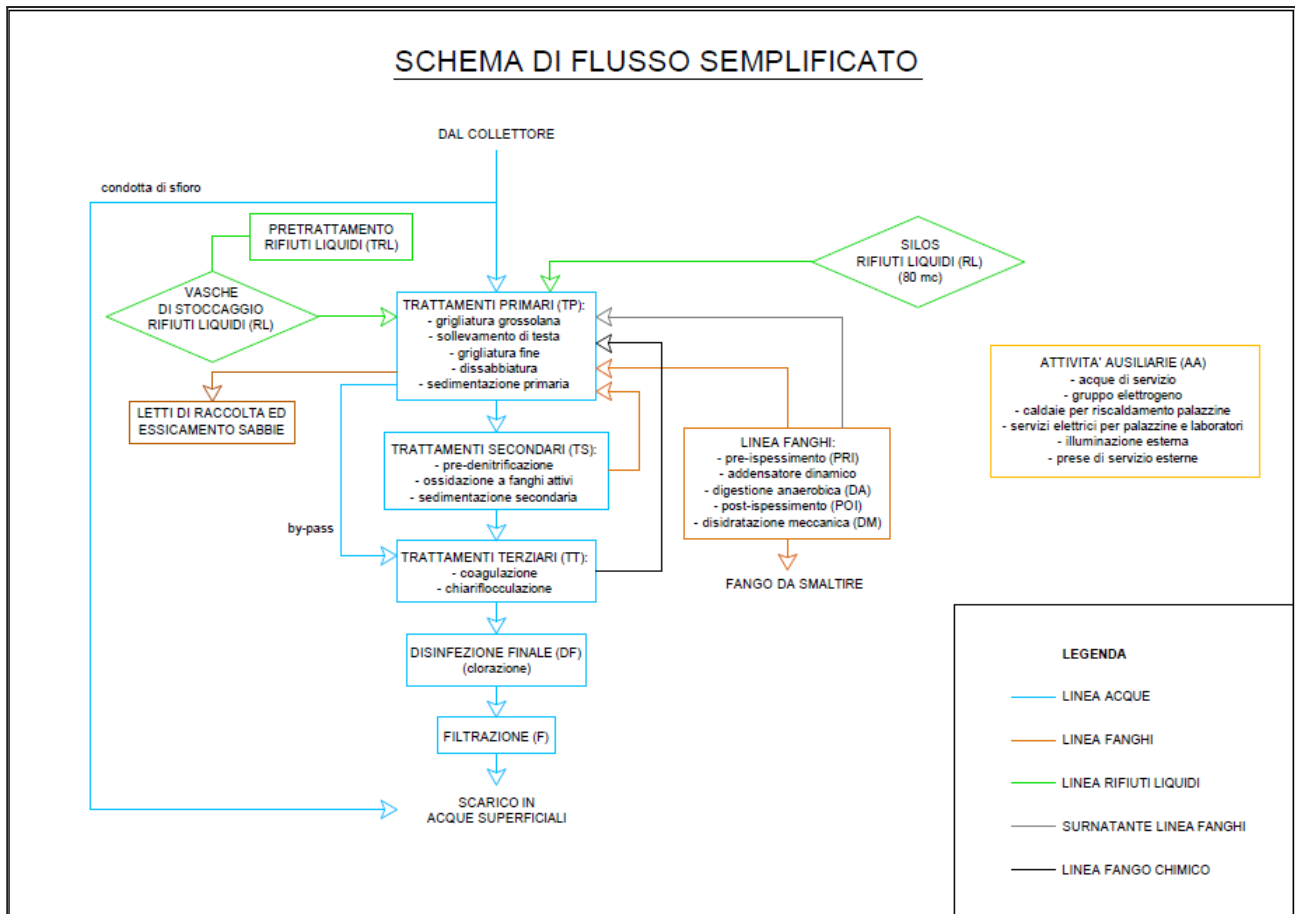 SCHEMA DI FLUSSO SEMPLIFICATO
DAL COLLETTORE
condotta di sfioro
PRETRATTAMENTO
RIFIUTI LIQUIDI (TRL)
SILOS
RIFIUTI LIQUIDI (RL)
(80 mc)
VASCHE
DI STOCCAGGIO
RIFIUTI LIQUIDI (RL)
TRATTAMENTI PRIMARI (TP):
- grigliatura grossolana
- sollevamento di testa
- grigliatura fine
- dissabbiatura
- sedimentazione primaria
ATTIVITA' AUSILIARIE (AA)
- acque di servizio
- gruppo elettrogeno
- caldaie per riscaldamento palazzine
- servizi elettrici per palazzine e laboratori
- illuminazione esterna
- prese di servizio esterne
LETTI DI RACCOLTA ED
ESSICAMENTO SABBIE
TRATTAMENTI SECONDARI (TS):
- pre-denitrificazione
- ossidazione a fanghi attivi
- sedimentazione secondaria
LINEA FANGHI:
- pre-ispessimento (PRI)
- addensatore dinamico
- digestione anaerobica (DA)
- post-ispessimento (POI)
- disidratazione meccanica (DM)
by-pass
TRATTAMENTI TERZIARI (TT):
- coagulazione
- chiariflocculazione
FANGO DA SMALTIRE
DISINFEZIONE FINALE (DF)
(clorazione)
FILTRAZIONE (F)
SCARICO IN
ACQUE SUPERFICIALI
LEGENDA
LINEA ACQUE
LINEA FANGHI
LINEA RIFIUTI LIQUIDI
SURNATANTE LINEA FANGHI
LINEA FANGO CHIMICO